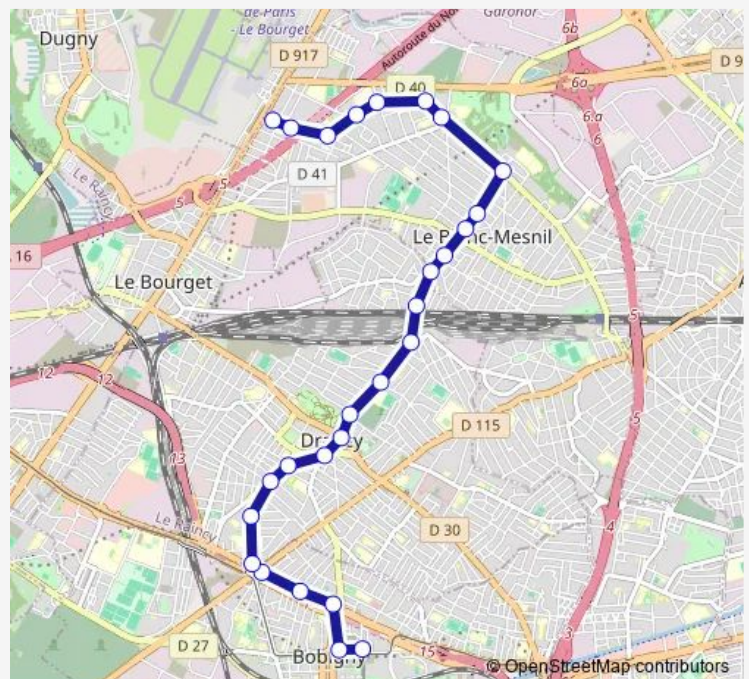 Dugny
de-Paris
- Le Bourget
D 917
Autoroute du Nord
Garonor
6b
6a
D 9
D 40
6.a
6
Le Raincy
D 41
5
5
16
Le Blanc-Mesnil
Le Bourget
5
12
12
Drancy
D 115
5
13
Le Raincy
D 30
4
3
D 27
Bobigny
15
© OpenStreetMap contributors